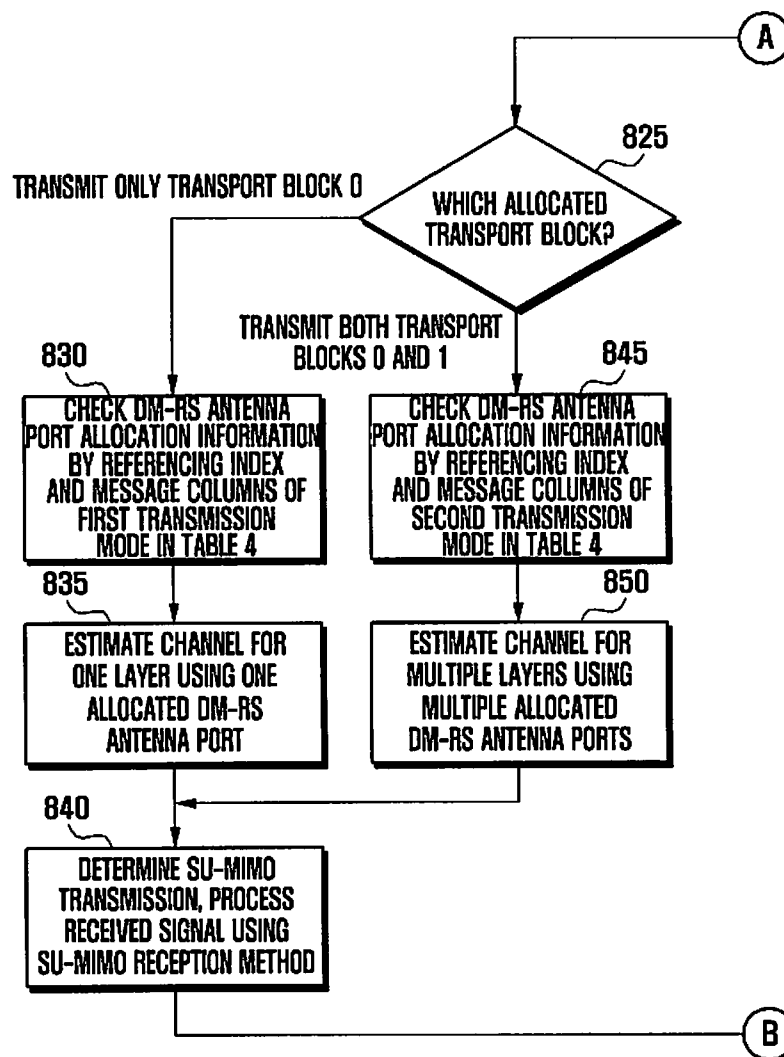 A
825
TRANSMIT ONLY TRANSPORT BLOCK 0
WHICH ALLOCATED
TRANSPORT BLOCK?
TRANSMIT BOTH TRANSPORT
BLOCKS 0 AND 1
830
CHECK DM-RS ANTENNA
PORT ALLOCATION INFORMATION
BY REFERENCING INDEX
AND MESSAGE COLUMNS OF
FIRST TRANSMISSION
MODE IN TABLE 4
845
CHECK DM-RS ANTENNA
PORT ALLOCATION INFORMATION
BY REFERENCING INDEX
AND MESSAGE COLUMNS OF
SECOND TRANSMISSION
MODE IN TABLE 4
835
ESTIMATE CHANNEL FOR
ONE LAYER USING ONE
ALLOCATED DM-RS
ANTENNA PORT
850
ESTIMATE CHANNEL FOR
MULTIPLE LAYERS USING
MULTIPLE ALLOCATED
DM-RS ANTENNA PORTS
840
DETERMINE SU-MIMO
TRANSMISSION, PROCESS
RECEIVED SIGNAL USING
SU-MIMO RECEPTION METHOD
B